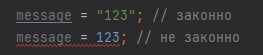 message = "123"; // законно
message = 123; // не законно